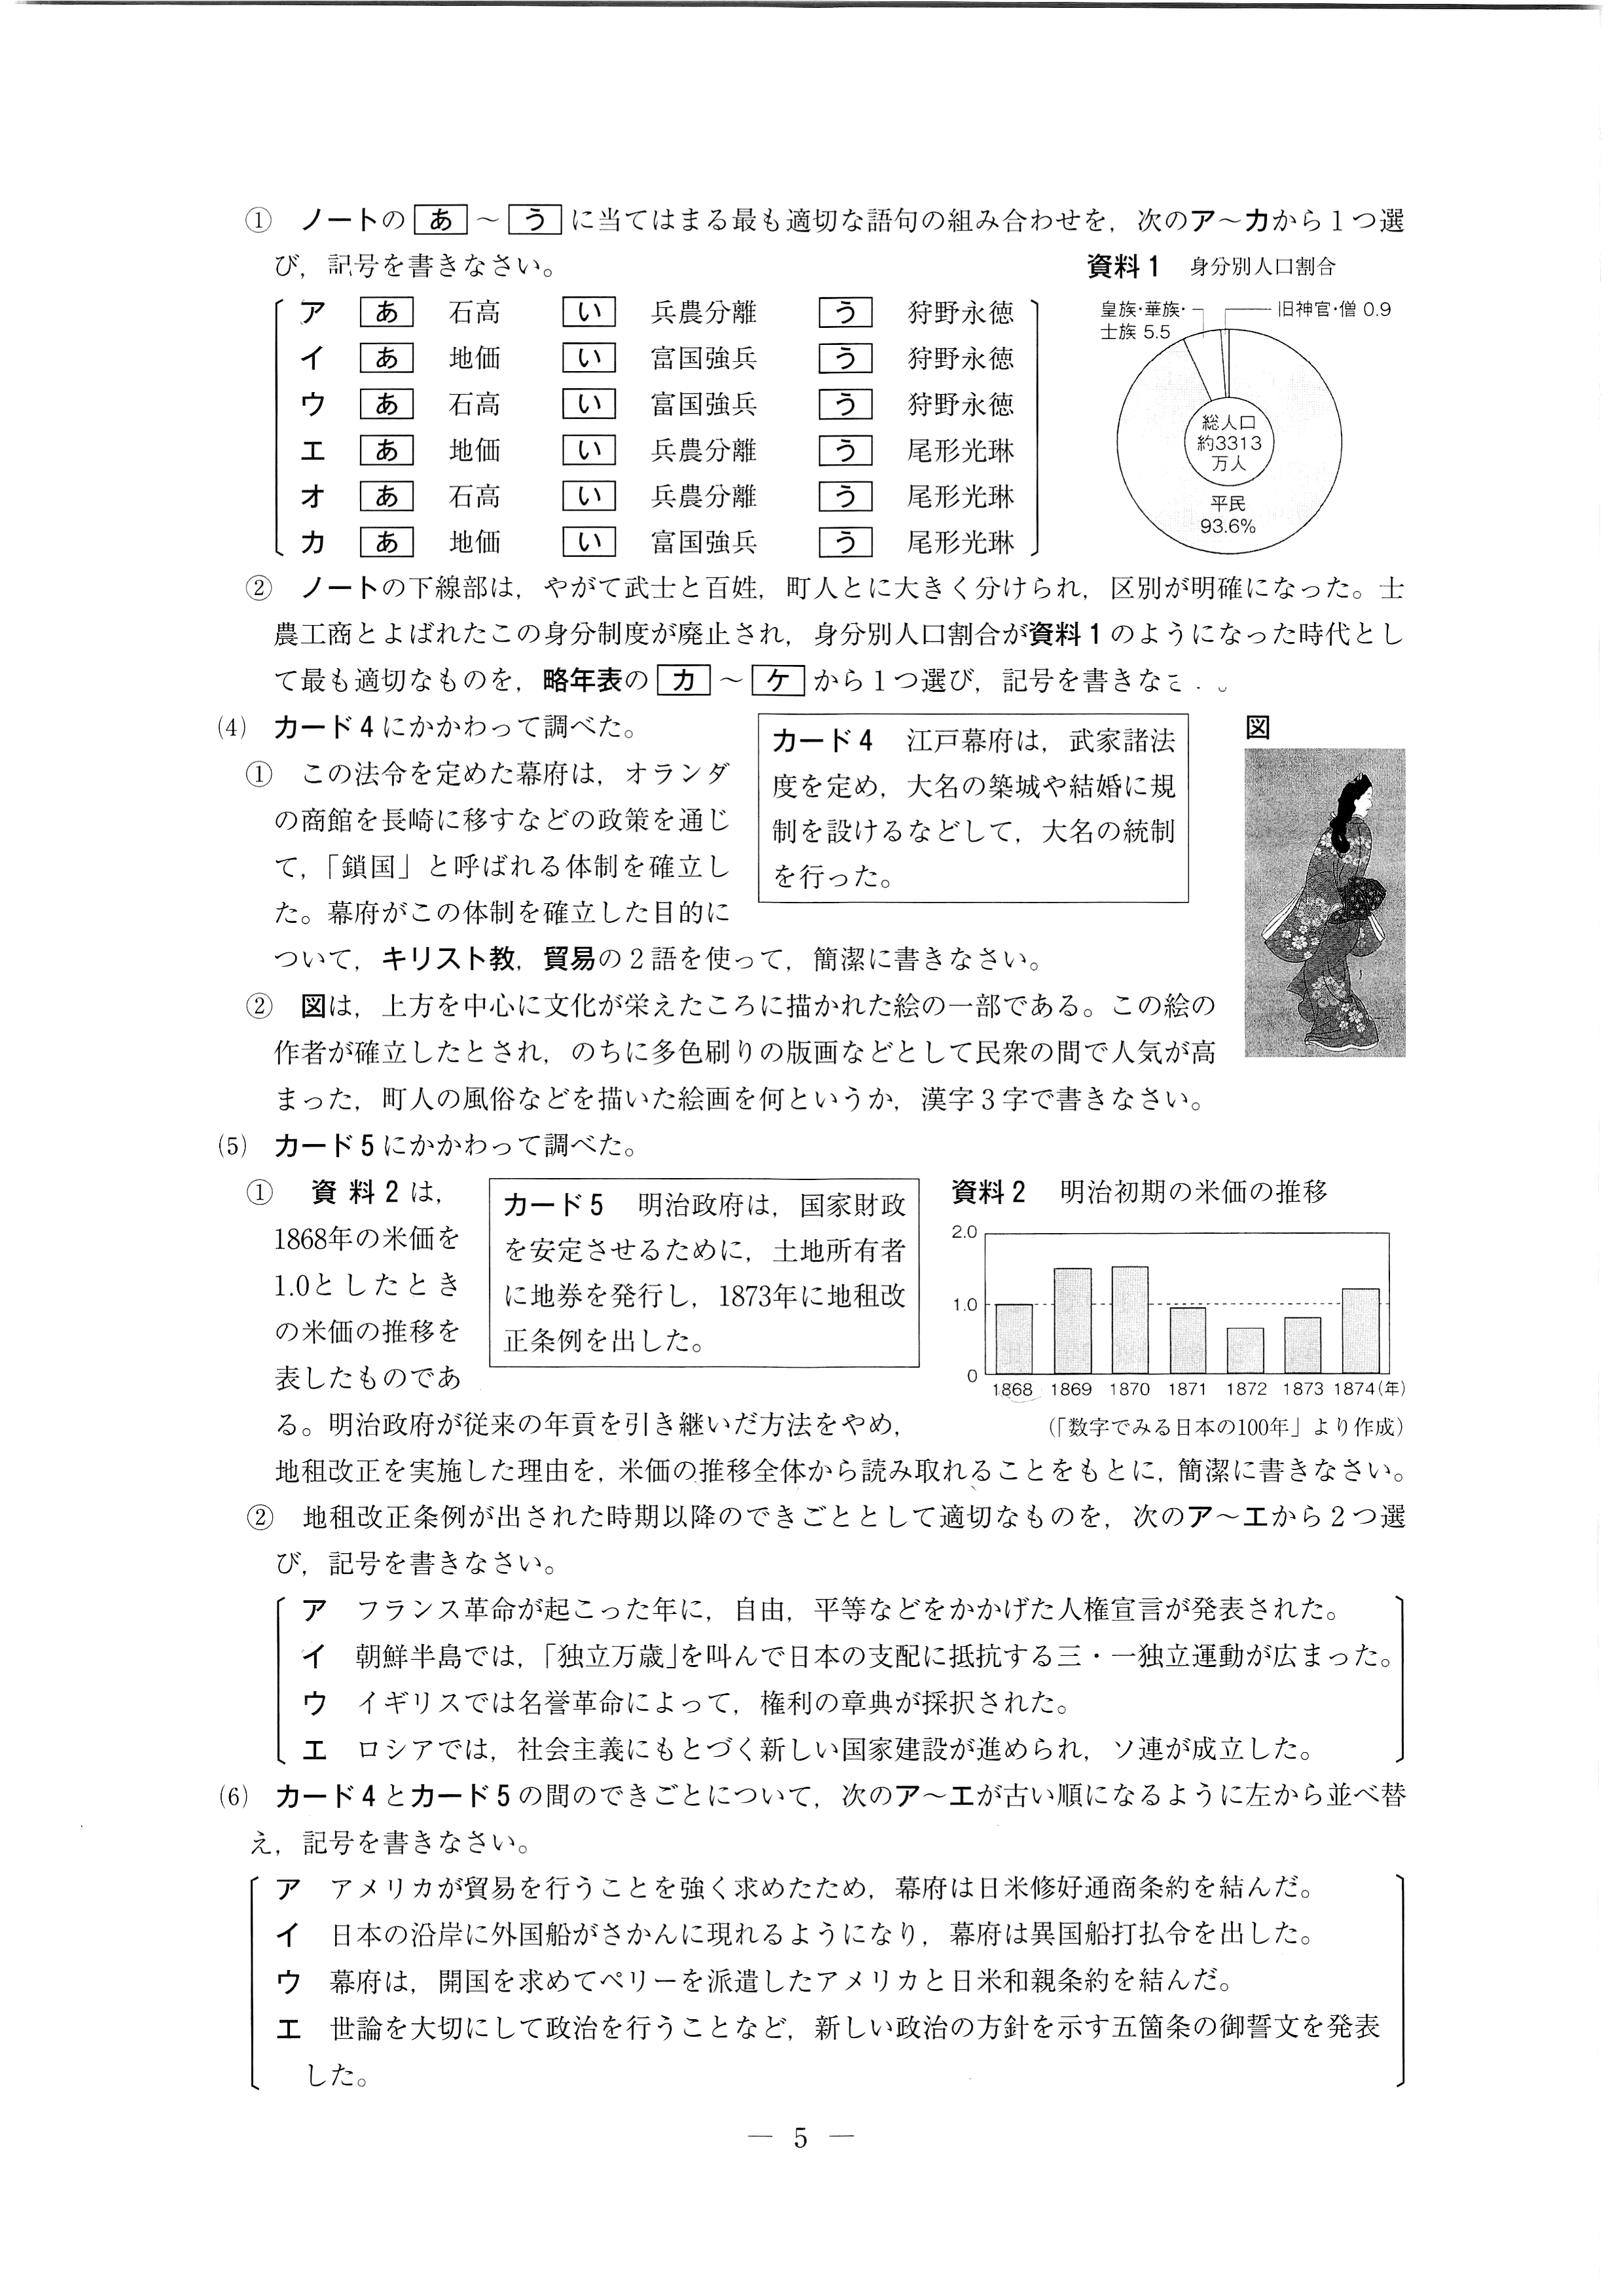 ① ノートの あ ～ う に当てはまる最も適切な語句の組み合わせを，次のア～カから1つ選
び，記号を書きなさい。
資料1 身分別人口割合
ア あ 石高 い 兵農分離 う 狩野永徳
イ あ 地価 い 富国強兵 う 狩野永徳
ウ あ 石高 い 富国強兵 う 狩野永徳
エ あ 地価 い 兵農分離 う 尾形光琳
オ あ 石高 い 兵農分離 う 尾形光琳
カ あ 地価 い 富国強兵 う 尾形光琳
皇族･華族･
士族 5.5
旧神官･僧 0.9
総人口
約3313
万人
平民
93.6%
② ノートの下線部は，やがて武士と百姓，町人とに大きく分けられ，区別が明確になった。士
農工商とよばれたこの身分制度が廃止され，身分別人口割合が資料1のようになった時代とし
て最も適切なものを，略年表の カ ～ ケ から1つ選び，記号を書きな
(4) カード4にかかわって調べた。
① この法令を定めた幕府は，オランダ
の商館を長崎に移すなどの政策を通じ
て，「鎖国」と呼ばれる体制を確立し
た。幕府がこの体制を確立した目的に
ついて，キリスト教，貿易の2語を使って，簡潔に書きなさい。
カード4 江戸幕府は，武家諸法
度を定め，大名の築城や結婚に規
制を設けるなどして，大名の統制
を行った。
図
② 図は，上方を中心に文化が栄えたころに描かれた絵の一部である。この絵の
作者が確立したとされ，のちに多色刷りの版画などとして民衆の間で人気が高
まった，町人の風俗などを描いた絵画を何というか，漢字3字で書きなさい。
(5) カード5にかかわって調べた。
① 資料2は，
1868年の米価を
1.0としたとき
の米価の推移を
表したものであ
る。明治政府が従来の年貢を引き継いだ方法をやめ，
地租改正を実施した理由を，米価の推移全体から読み取れることをもとに，簡潔に書きなさい。
カード5 明治政府は，国家財政
を安定させるために，土地所有者
に地券を発行し，1873年に地租改
正条例を出した。
資料2 明治初期の米価の推移
2.0
1.0
0
1868 1869 1870 1871 1872 1873 1874(年)
(「数字でみる日本の100年」より作成)
② 地租改正条例が出された時期以降のできごととして適切なものを，次のア～エから2つ選
び，記号を書きなさい。
ア フランス革命が起こった年に，自由，平等などをかかげた人権宣言が発表された。
イ 朝鮮半島では，「独立万歳」を叫んで日本の支配に抵抗する三・一独立運動が広まった。
ウ イギリスでは名誉革命によって，権利の章典が採択された。
エ ロシアでは，社会主義にもとづく新しい国家建設が進められ，ソ連が成立した。
(6) カード4とカード5の間のできごとについて，次のア～エが古い順になるように左から並べ替
え，記号を書きなさい。
ア アメリカが貿易を行うことを強く求めたため，幕府は日米修好通商条約を結んだ。
イ 日本の沿岸に外国船がさかんに現れるようになり，幕府は異国船打払令を出した。
ウ 幕府は，開国を求めてペリーを派遣したアメリカと日米和親条約を結んだ。
エ 世論を大切にして政治を行うことなど，新しい政治の方針を示す五箇条の御誓文を発表
した。
― 5 ―